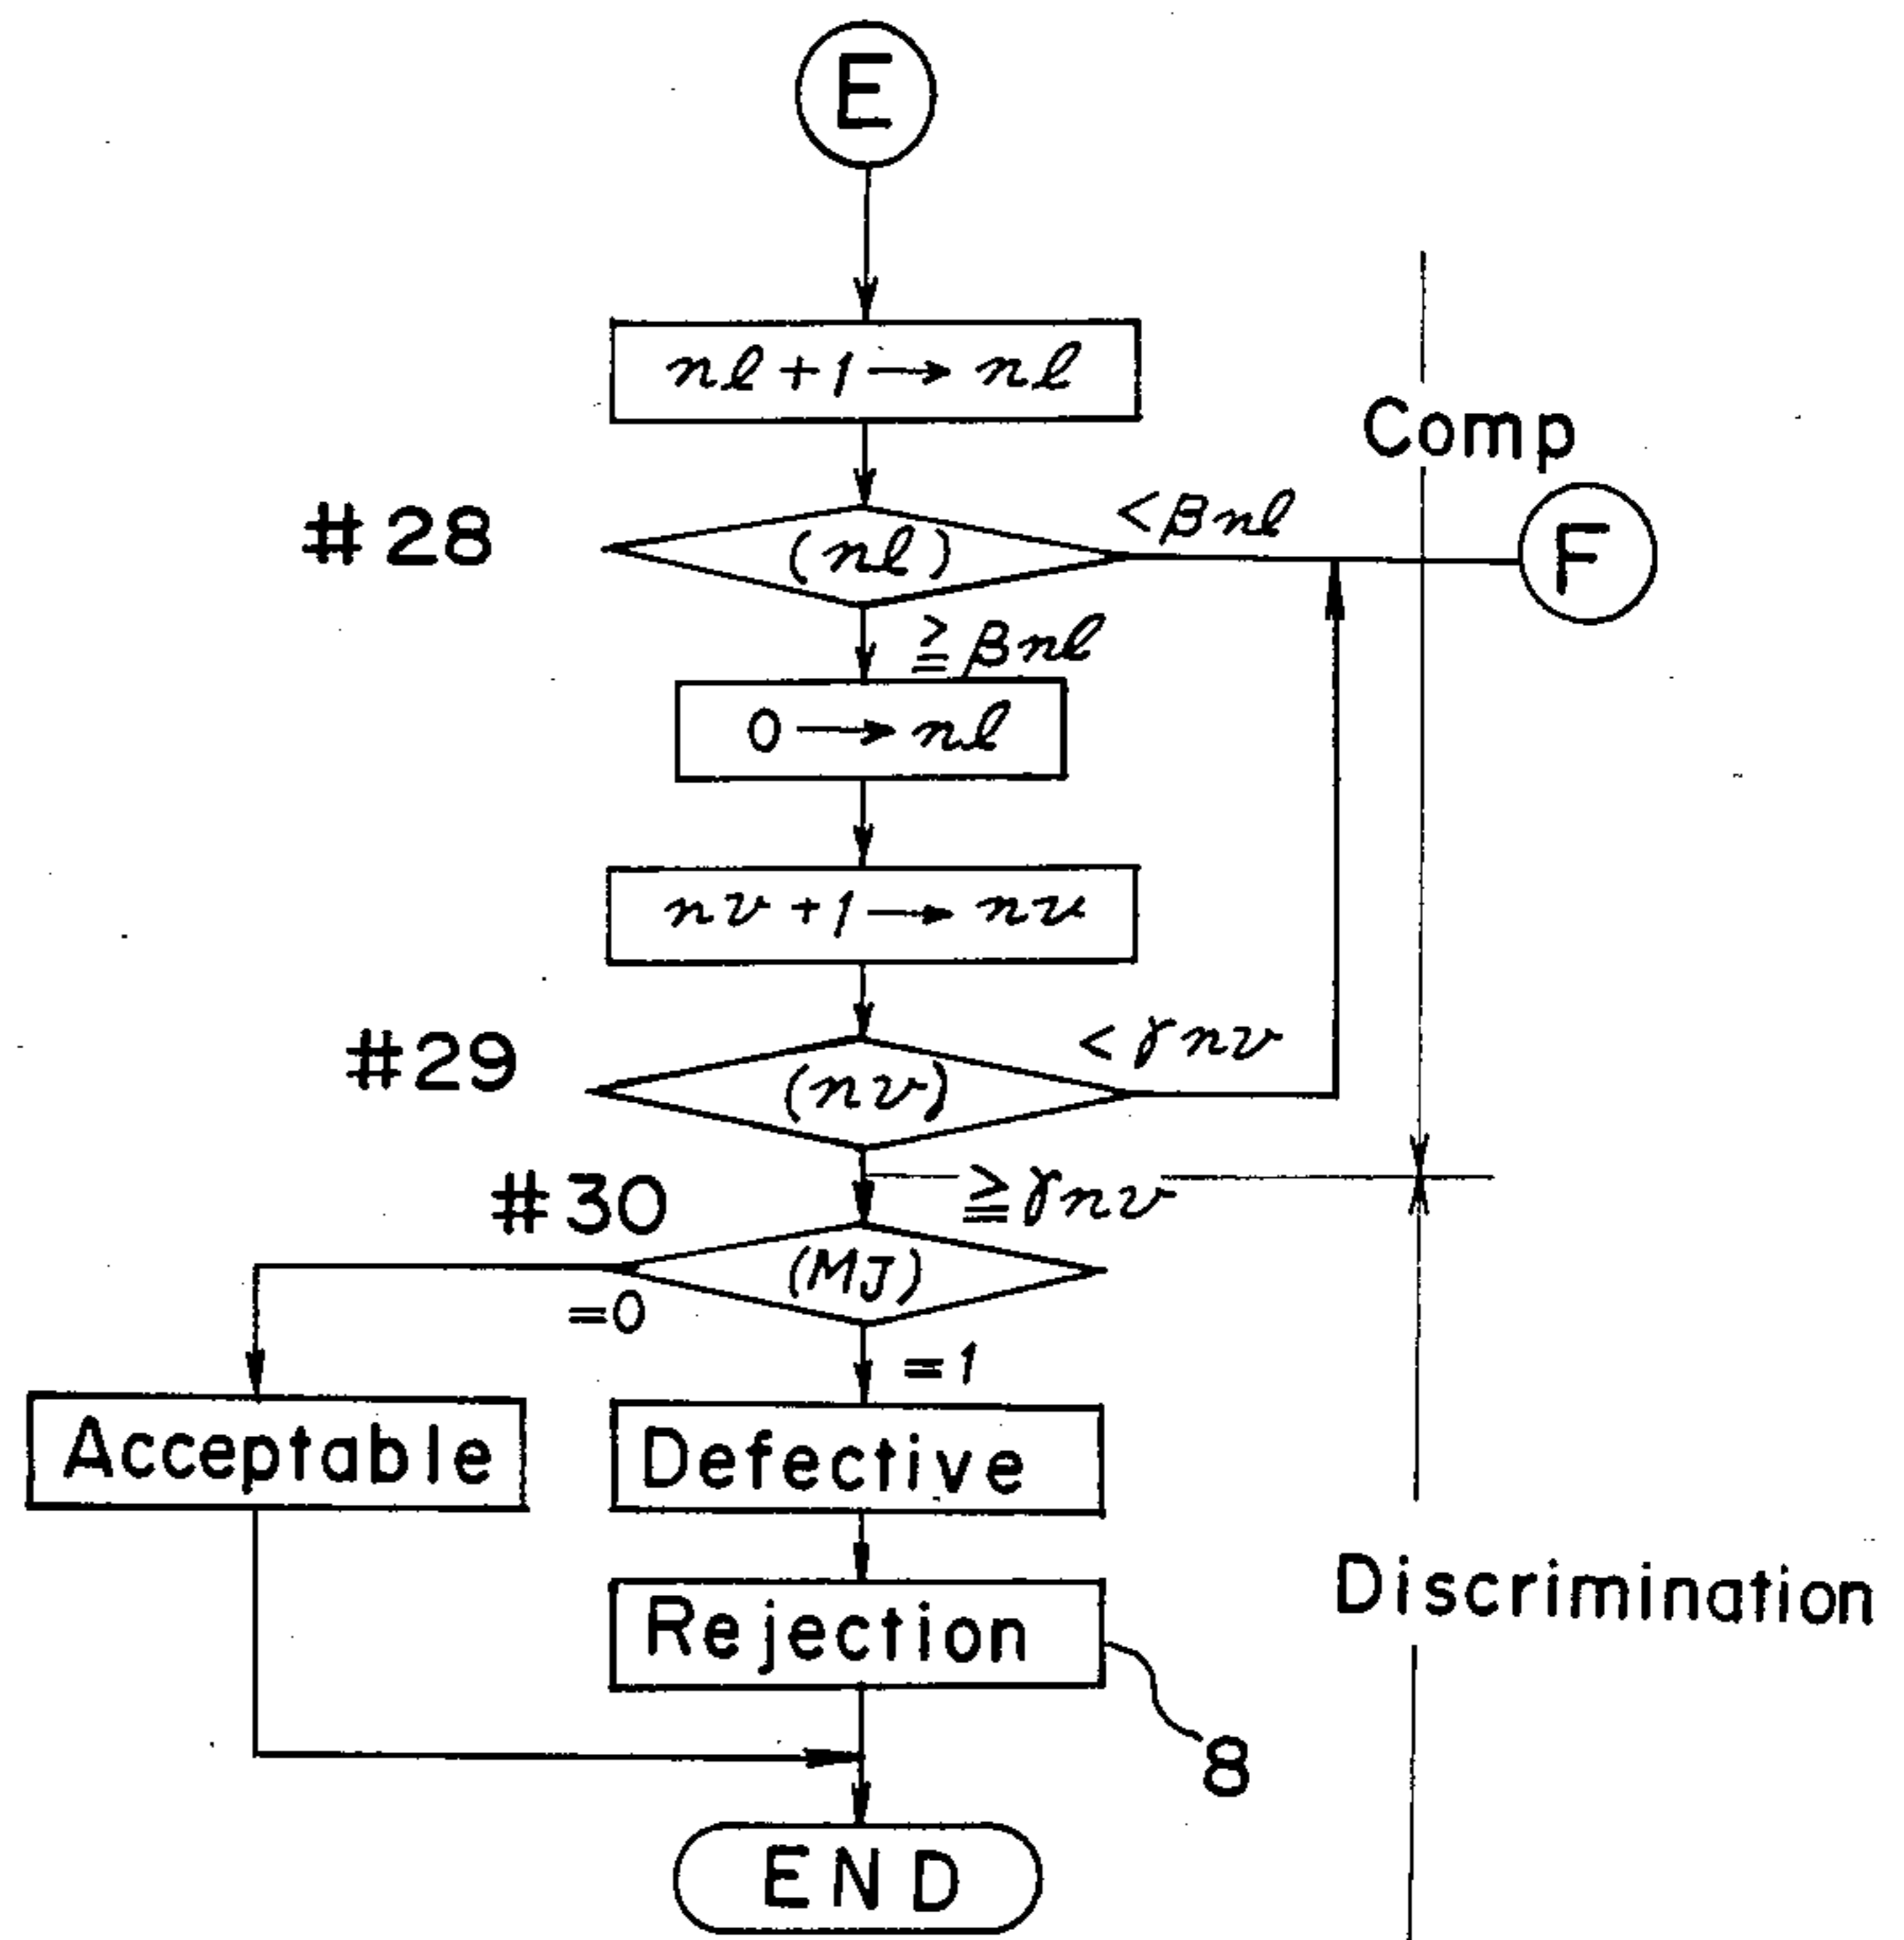 E
nl+1→nl
Comp
#28
(nl)
<βnl
F
≧βnl
0→nl
nv+1→nv
#29
(nv)
<γnv
≧γnv
#30
(MJ)
=0
=1
Acceptable
Defective
Discrimination
Rejection
8
END